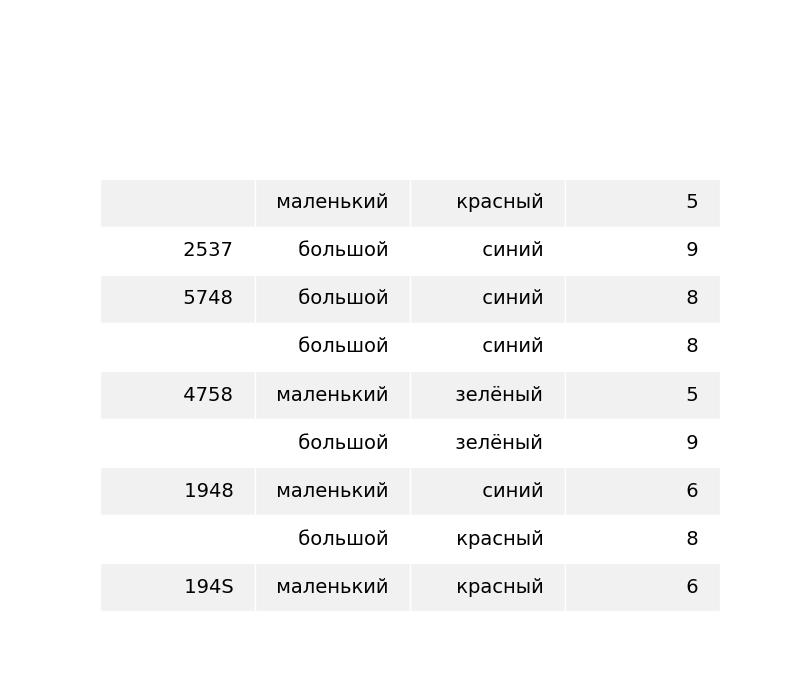 маленький красный 5
2537 большой синий 9
5748 большой синий 8
большой синий 8
4758 маленький зелёный 5
большой зелёный 9
1948 маленький синий 6
большой красный 8
194S маленький красный 6